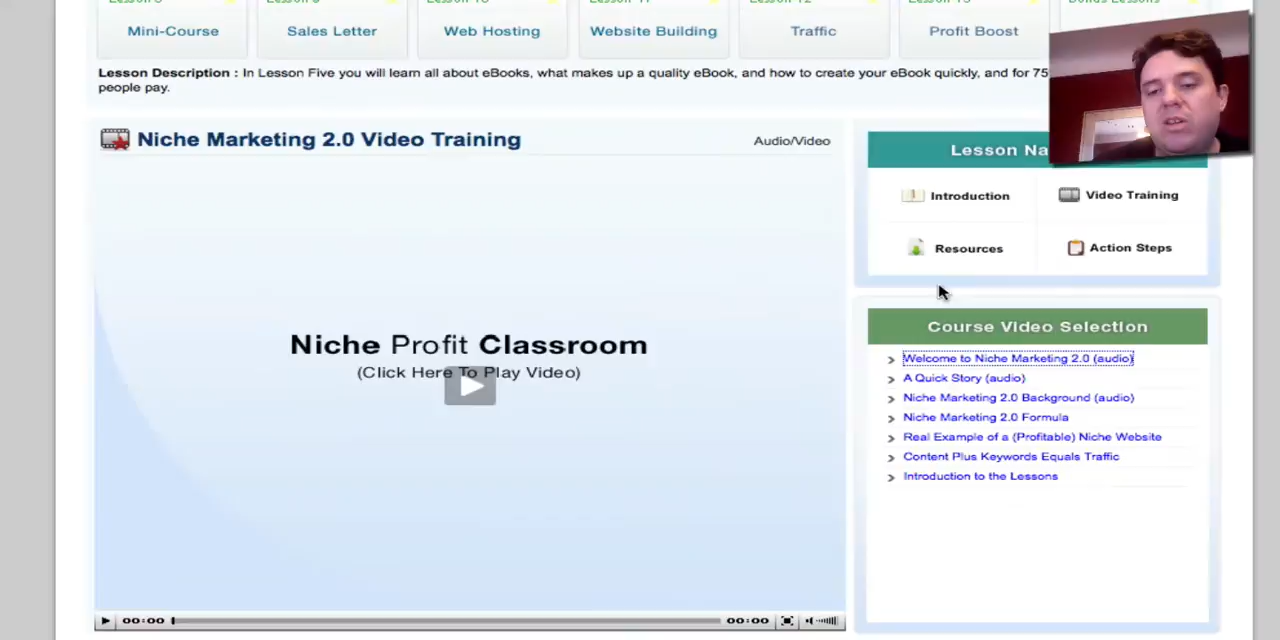 Mini-Course
Sales Letter
Web Hosting
Website Building
Traffic
Profit Boost
Lesson Description : In Lesson Five you will learn all about eBooks, what makes up a quality eBook, and how to create your eBook quickly, and for 75
people pay.
Niche Marketing 2.0 Video Training
Audio/Video
Niche Profit Classroom
(Click Here To Play Video)
00:00
00:00
Lesson
Introduction
Video Training
Resources
Action Steps
Course Video Selection
Welcome to Niche Marketing 2.0 (audio)
A Quick Story (audio)
Niche Marketing 2.0 Background (audio)
Niche Marketing 2.0 Formula
Real Example of a (Profitable) Niche Website
Content Plus Keywords Equals Traffic
Introduction to the Lessons